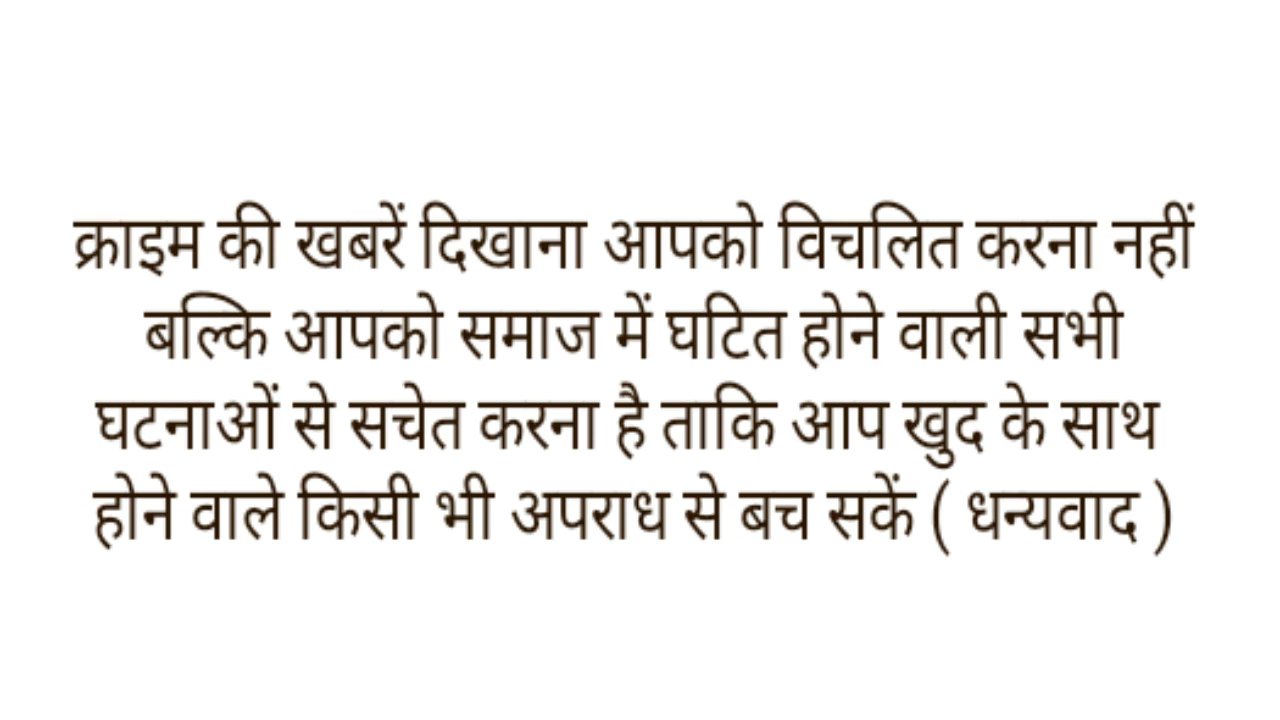 क्राइम की खबरें दिखाना आपको विचलित करना नहीं
बल्कि आपको समाज में घटित होने वाली सभी
घटनाओं से सचेत करना है ताकि आप खुद के साथ
होने वाले किसी भी अपराध से बच सकें ( धन्यवाद )